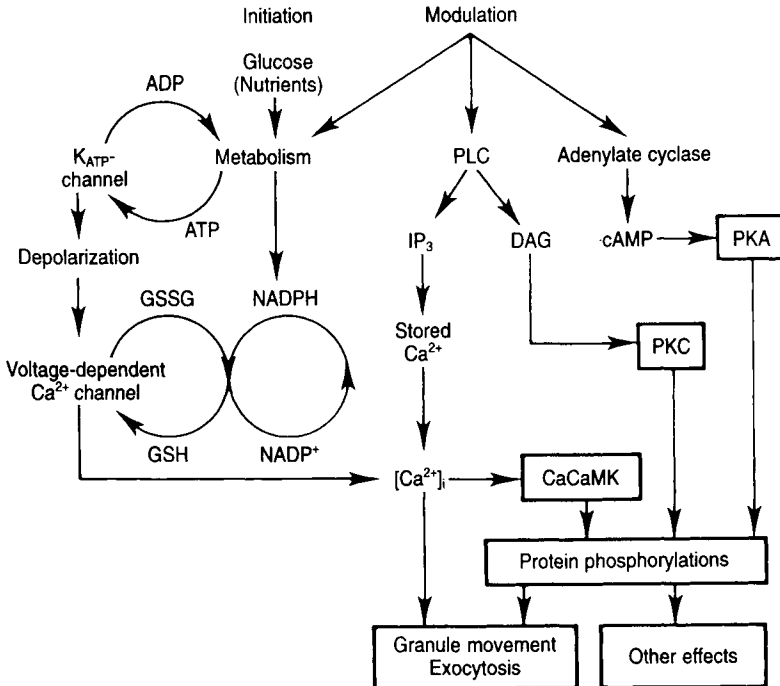 Initiation
Modulation
Glucose
(Nutrients)
ADP
K_ATP-
channel
Metabolism
PLC
Adenylate cyclase
ATP
IP₃
DAG
cAMP
PKA
Depolarization
GSSG
NADPH
Stored
Ca²⁺
PKC
Voltage-dependent
Ca²⁺ channel
GSH
NADP⁺
[Ca²⁺]ᵢ
CaCaMK
Protein phosphorylations
Granule movement
Exocytosis
Other effects